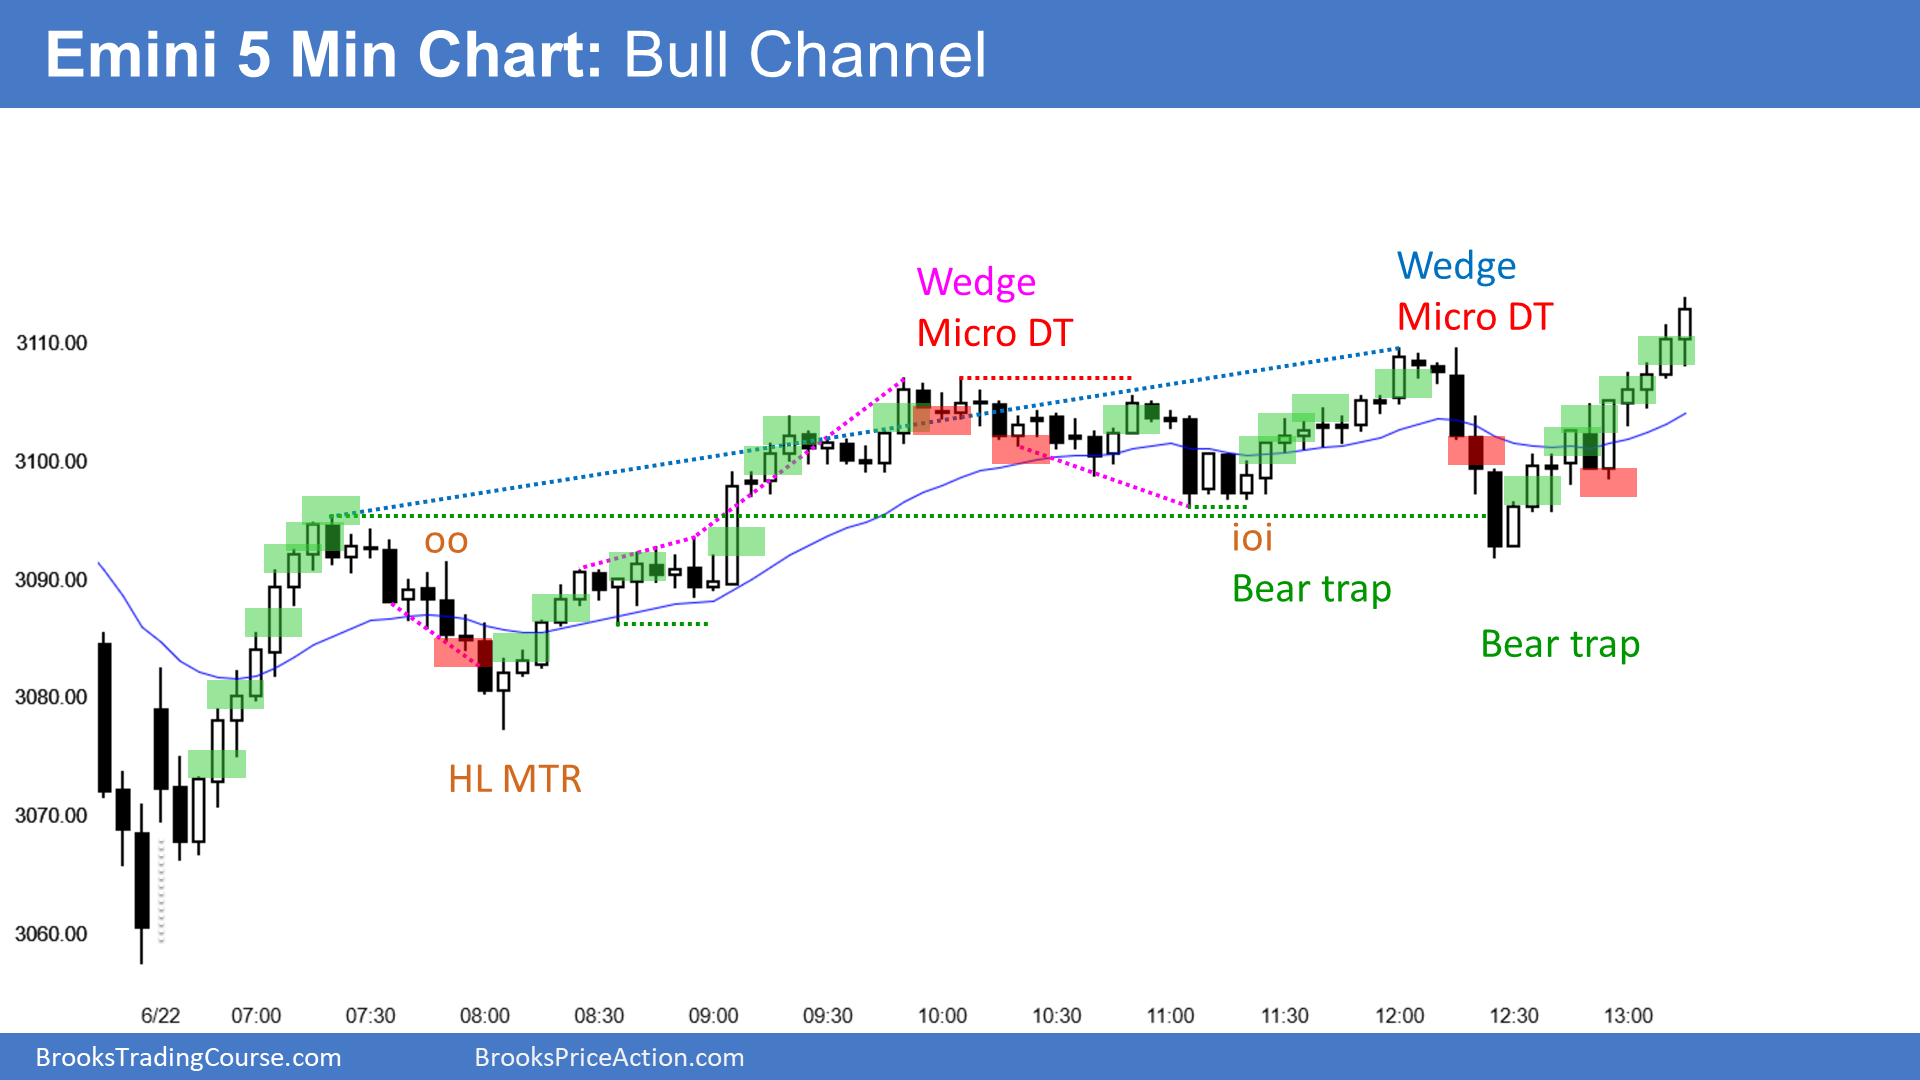 Emini 5 Min Chart: Bull Channel
Wedge
Micro DT
Wedge
Micro DT
3110.00
3100.00
3090.00
3080.00
3070.00
3060.00
oo
ioi
Bear trap
Bear trap
HL MTR
6/22 07:00 07:30 08:00 08:30 09:00 09:30 10:00 10:30 11:00 11:30 12:00 12:30 13:00
BrooksTradingCourse.com BrooksPriceAction.com